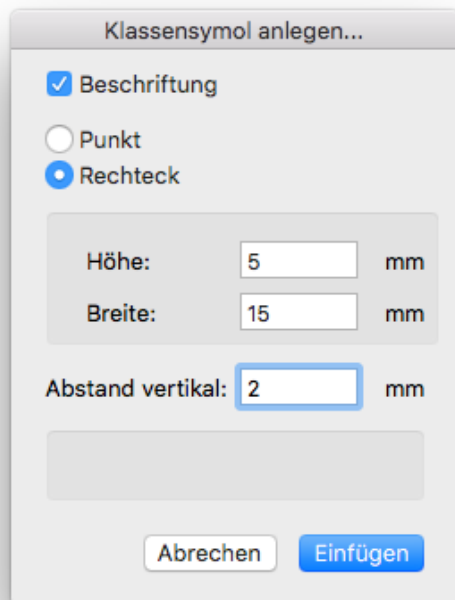 Klassensymol anlegen...
Beschriftung
Punkt
Rechteck
Höhe: 5 mm
Breite: 15 mm
Abstand vertikal: 2 mm
Abrechen Einfügen